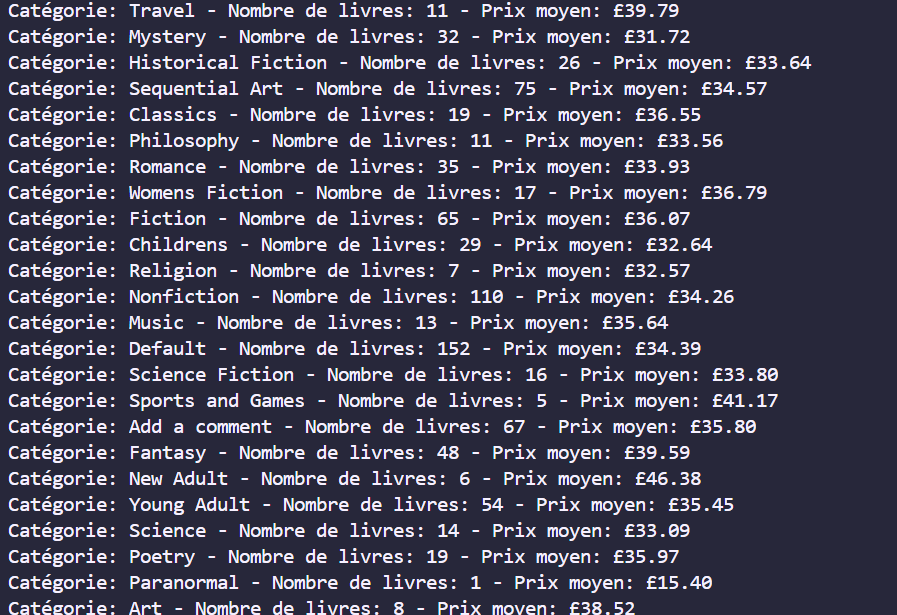 Catégorie: Travel - Nombre de livres: 11 - Prix moyen: £39.79
Catégorie: Mystery - Nombre de livres: 32 - Prix moyen: £31.72
Catégorie: Historical Fiction - Nombre de livres: 26 - Prix moyen: £33.64
Catégorie: Sequential Art - Nombre de livres: 75 - Prix moyen: £34.57
Catégorie: Classics - Nombre de livres: 19 - Prix moyen: £36.55
Catégorie: Philosophy - Nombre de livres: 11 - Prix moyen: £33.56
Catégorie: Romance - Nombre de livres: 35 - Prix moyen: £33.93
Catégorie: Womens Fiction - Nombre de livres: 17 - Prix moyen: £36.79
Catégorie: Fiction - Nombre de livres: 65 - Prix moyen: £36.07
Catégorie: Childrens - Nombre de livres: 29 - Prix moyen: £32.64
Catégorie: Religion - Nombre de livres: 7 - Prix moyen: £32.57
Catégorie: Nonfiction - Nombre de livres: 110 - Prix moyen: £34.26
Catégorie: Music - Nombre de livres: 13 - Prix moyen: £35.64
Catégorie: Default - Nombre de livres: 152 - Prix moyen: £34.39
Catégorie: Science Fiction - Nombre de livres: 16 - Prix moyen: £33.80
Catégorie: Sports and Games - Nombre de livres: 5 - Prix moyen: £41.17
Catégorie: Add a comment - Nombre de livres: 67 - Prix moyen: £35.80
Catégorie: Fantasy - Nombre de livres: 48 - Prix moyen: £39.59
Catégorie: New Adult - Nombre de livres: 6 - Prix moyen: £46.38
Catégorie: Young Adult - Nombre de livres: 54 - Prix moyen: £35.45
Catégorie: Science - Nombre de livres: 14 - Prix moyen: £33.09
Catégorie: Poetry - Nombre de livres: 19 - Prix moyen: £35.97
Catégorie: Paranormal - Nombre de livres: 1 - Prix moyen: £15.40
Catégorie: Art - Nombre de livres: 8 - Prix moyen: £38.52